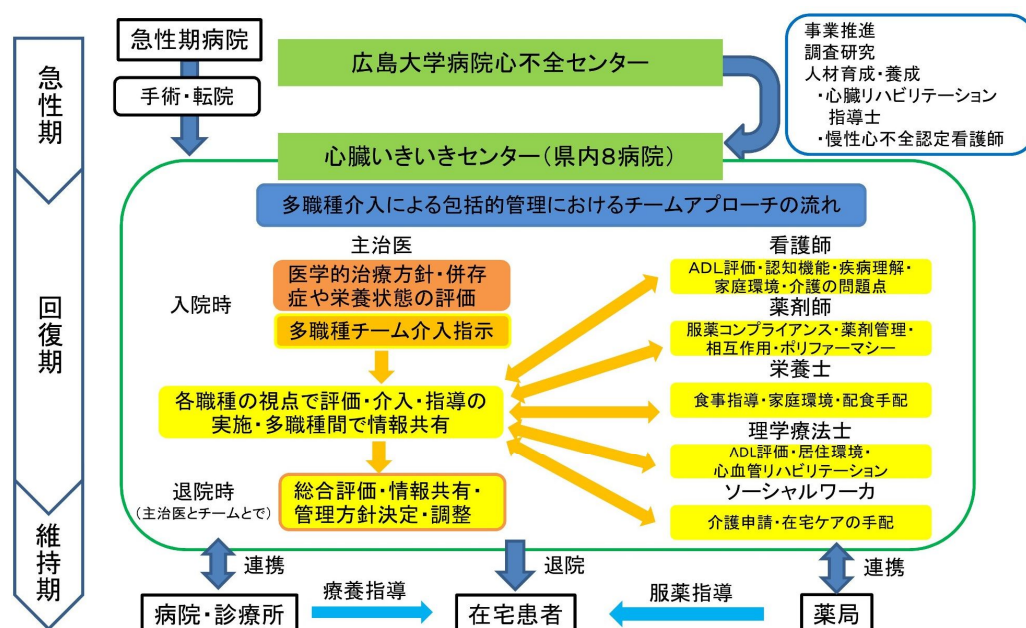 急性期
回復期
維持期
急性期病院
手術・転院
広島大学病院心不全センター
事業推進
調査研究
人材育成・養成
・心臓リハビリテーション
指導士
・慢性心不全認定看護師
心臓いきいきセンター(県内8病院)
多職種介入による包括的管理におけるチームアプローチの流れ
入院時
主治医
医学的治療方針・併存
症や栄養状態の評価
多職種チーム介入指示
各職種の視点で評価・介入・指導の
実施・多職種間で情報共有
退院時
(主治医とチームとで)
総合評価・情報共有・
管理方針決定・調整
看護師
ADL評価・認知機能・疾病理解・
家庭環境・介護の問題点
薬剤師
服薬コンプライアンス・薬剤管理・
相互作用・ポリファーマシー
栄養士
食事指導・家庭環境・配食手配
理学療法士
ADL評価・居住環境・
心血管リハビリテーション
ソーシャルワーカ
介護申請・在宅ケアの手配
連携
退院
連携
病院・診療所
療養指導
在宅患者
服薬指導
薬局